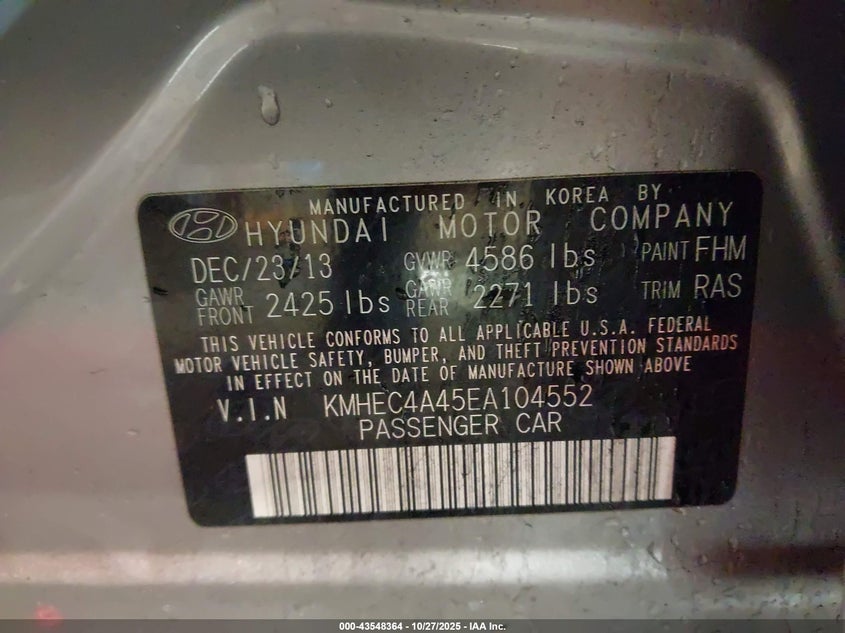 MANUFACTURED IN KOREA BY
HYUNDAI MOTOR COMPANY
DEC/23/13 GVWR 4586 lbs PAINT FHM
GAWR FRONT 2425 lbs GAWR REAR 2271 lbs TRIM RAS
THIS VEHICLE CONFORMS TO ALL APPLICABLE U.S.A. FEDERAL
MOTOR VEHICLE SAFETY, BUMPER, AND THEFT PREVENTION STANDARDS
IN EFFECT ON THE DATE OF MANUFACTURE SHOWN ABOVE
V.I.N KMHEC4A45EA104552
PASSENGER CAR
000-43548364 | 10/27/2025 - IAA Inc.